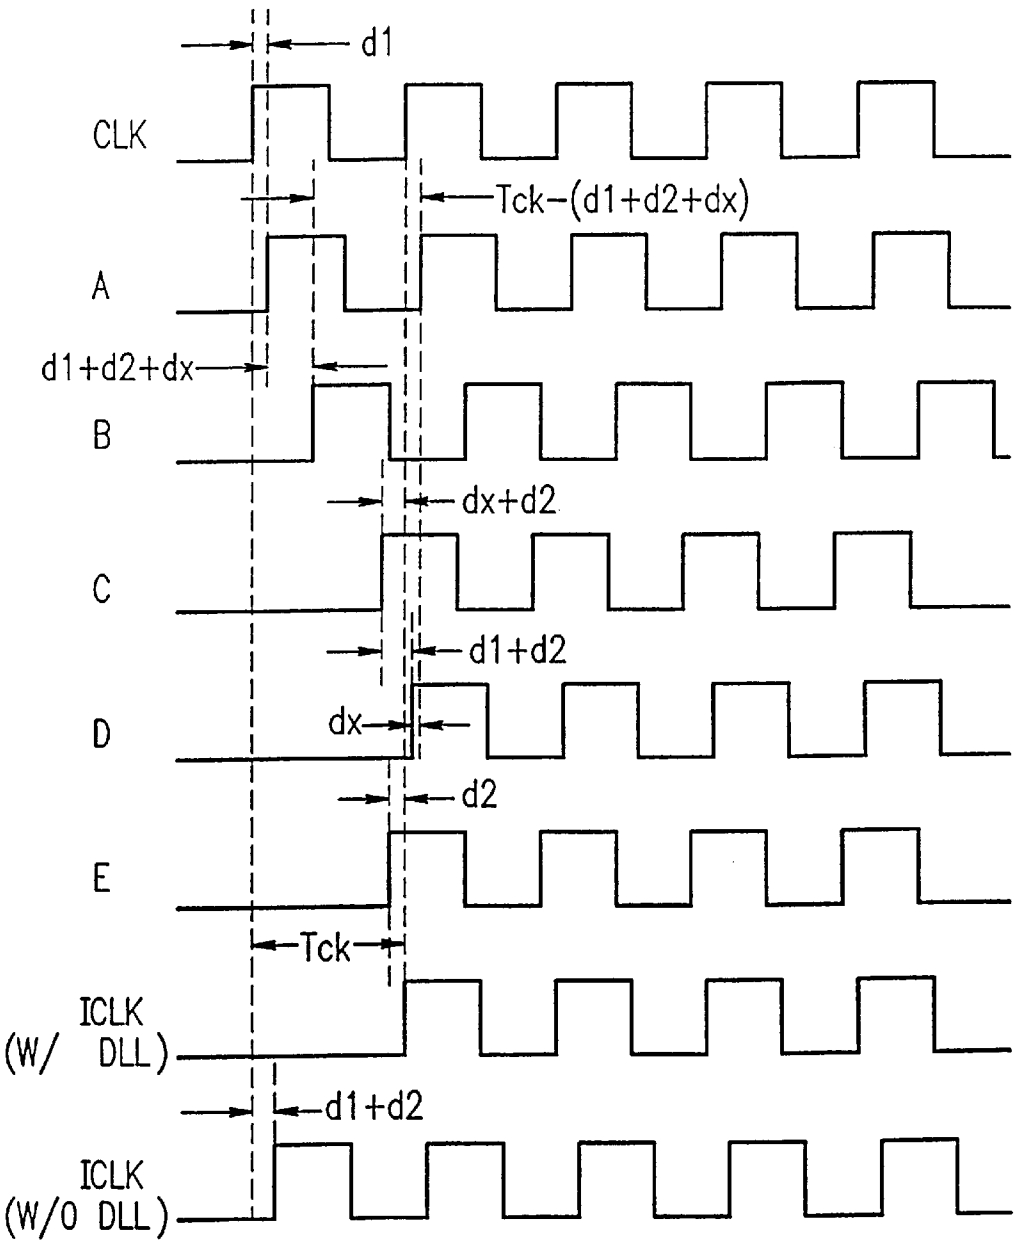 d1
CLK
Tck-(d1+d2+dx)
A
d1+d2+dx
B
dx+d2
C
d1+d2
D
dx
d2
E
Tck
ICLK
(W/ DLL)
d1+d2
ICLK
(W/O DLL)